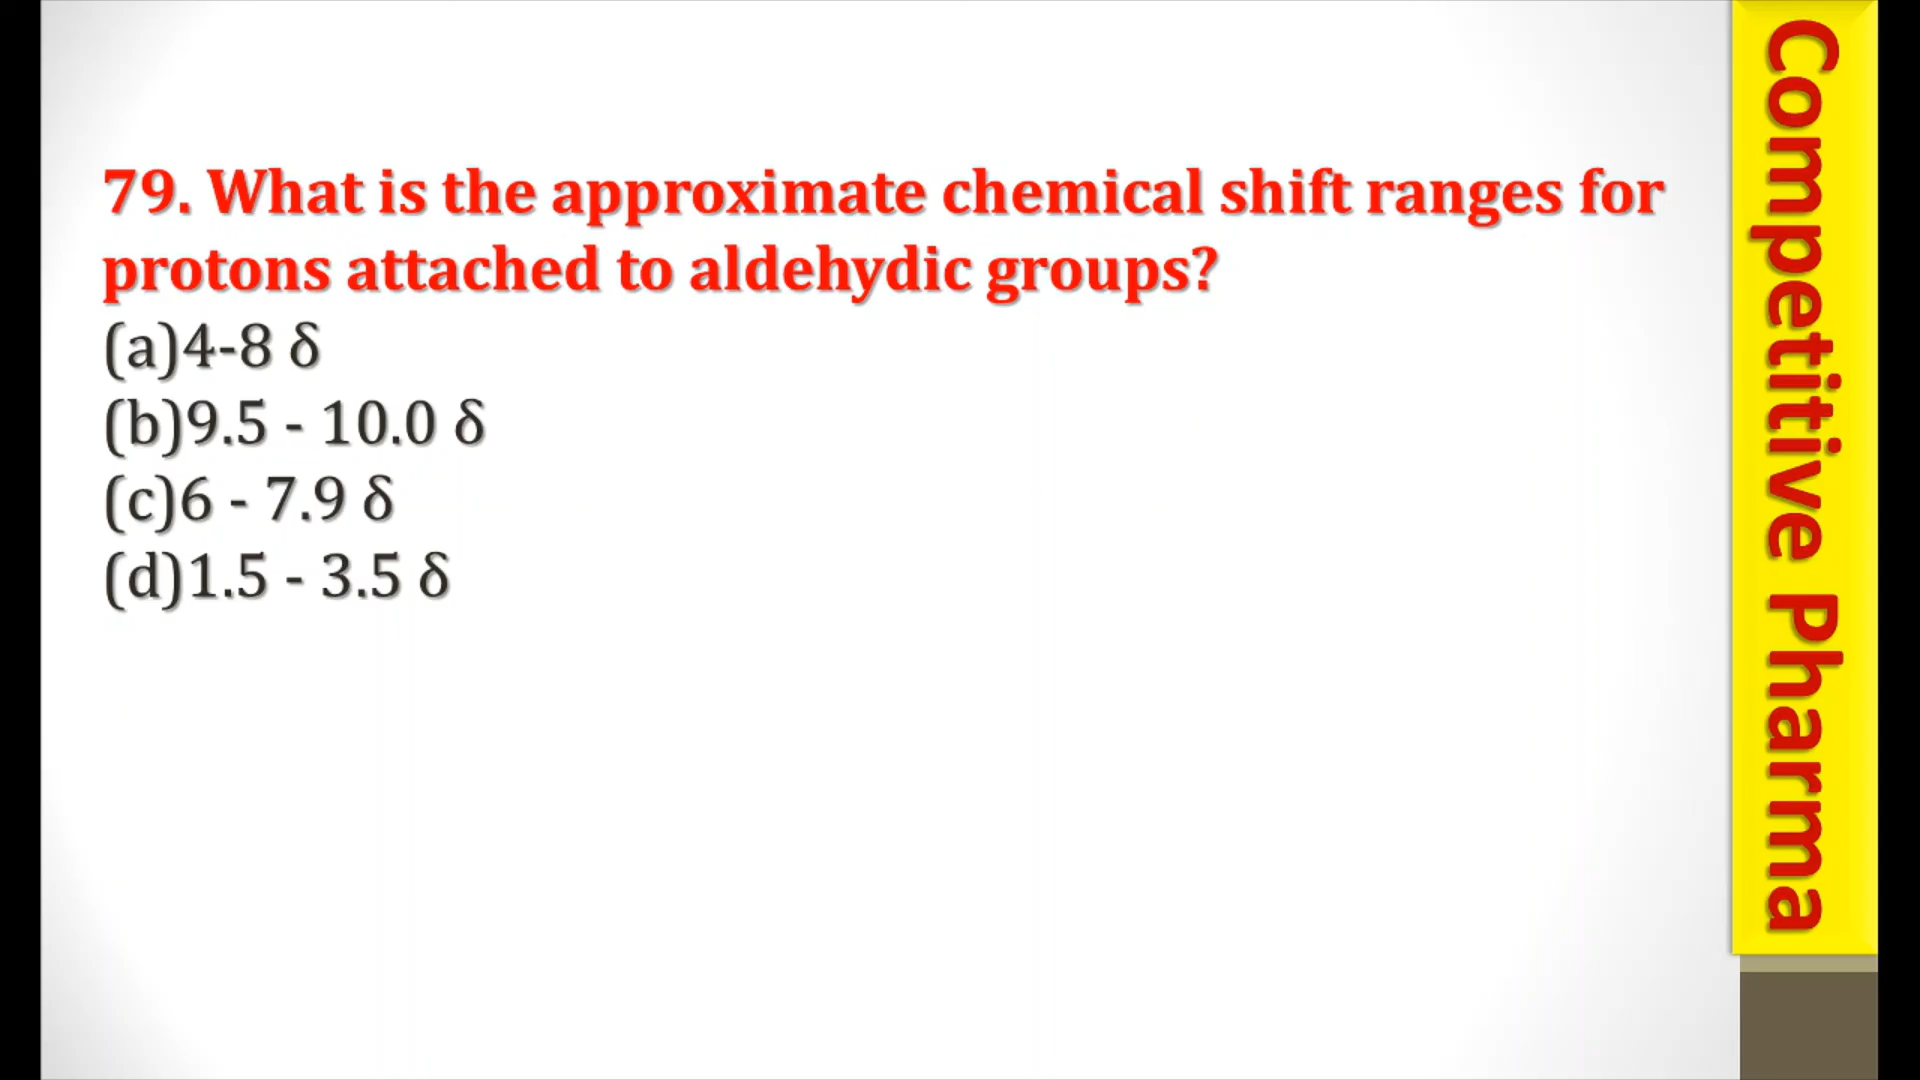 79. What is the approximate chemical shift ranges for
protons attached to aldehydic groups?
(a)4-8 δ
(b)9.5 - 10.0 δ
(c)6 - 7.9 δ
(d)1.5 - 3.5 δ
Competitive Pharma